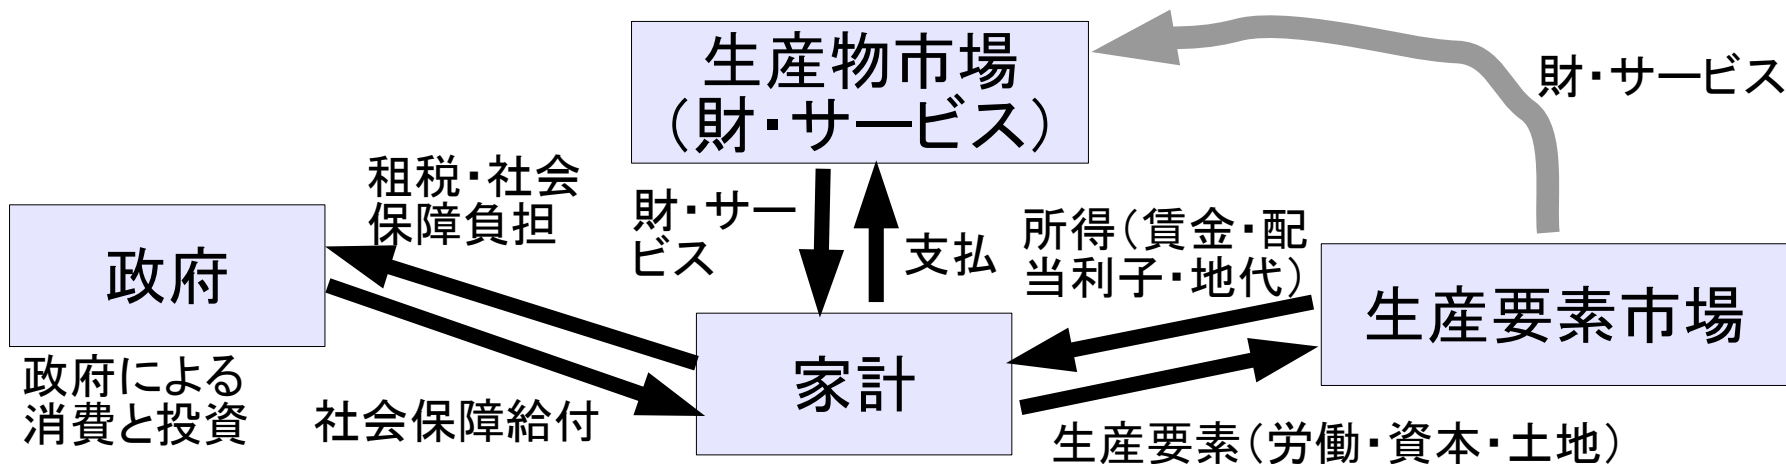 生産物市場
（財・サービス）
財・サービス
租税・社会
保障負担
財・サー
ビス
支払
所得（賃金・配
当利子・地代）
政府
生産要素市場
家計
政府による
消費と投資
社会保障給付
生産要素（労働・資本・土地）